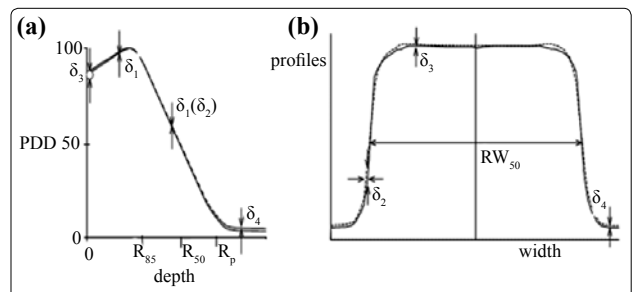 (a)
100
δ3
δ1
δ1(δ2)
PDD 50
δ4
0
0
R85
R50
Rp
depth
(b)
profiles
δ3
RW50
δ2
δ4
width